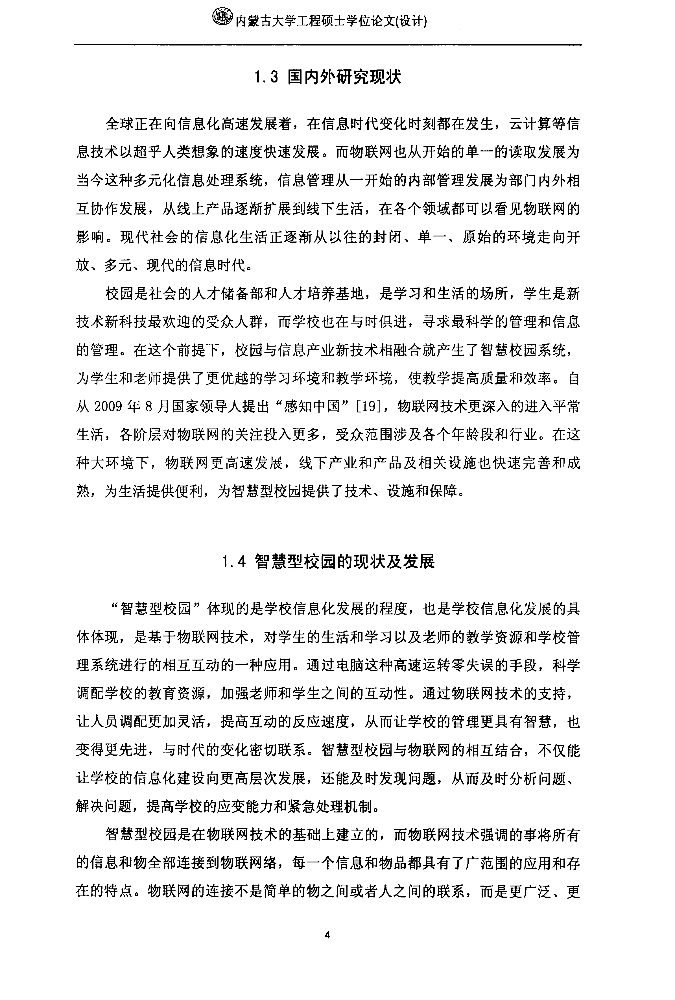 内蒙古大学工程硕士学位论文(设计)
1.3 国内外研究现状
全球正在向信息化高速发展着，在信息时代变化时刻都在发生，云计算等信
息技术以超乎人类想象的速度快速发展。而物联网也从开始的单一的读取发展为
当今这种多元化信息处理系统，信息管理从一开始的内部管理发展为部门内外相
互协作发展，从线上产品逐渐扩展到线下生活，在各个领域都可以看见物联网的
影响。现代社会的信息化生活正逐渐从以往的封闭、单一、原始的环境走向开
放、多元、现代的信息时代。
校园是社会的人才储备部和人才培养基地，是学习和生活的场所，学生是新
技术新科技最欢迎的受众人群，而学校也在与时俱进，寻求最科学的管理和信息
的管理。在这个前提下，校园与信息产业新技术相融合就产生了智慧校园系统，
为学生和老师提供了更优越的学习环境和教学环境，使教学提高质量和效率。自
从 2009 年 8 月国家领导人提出“感知中国”[19]，物联网技术更深入的进入平常
生活，各阶层对物联网的关注投入更多，受众范围涉及各个年龄段和行业。在这
种大环境下，物联网更高速发展，线下产业和产品及相关设施也快速完善和成
熟，为生活提供便利，为智慧型校园提供了技术、设施和保障。
1.4 智慧型校园的现状及发展
“智慧型校园”体现的是学校信息化发展的程度，也是学校信息化发展的具
体体现，是基于物联网技术，对学生的生活和学习以及老师的教学资源和学校管
理系统进行的相互互动的一种应用。通过电脑这种高速运转零失误的手段，科学
调配学校的教育资源，加强老师和学生之间的互动性。通过物联网技术的支持，
让人员调配更加灵活，提高互动的反应速度，从而让学校的管理更具有智慧，也
变得更先进，与时代的变化密切联系。智慧型校园与物联网的相互结合，不仅能
让学校的信息化建设向更高层次发展，还能及时发现问题，从而及时分析问题、
解决问题，提高学校的应变能力和紧急处理机制。
智慧型校园是在物联网技术的基础上建立的，而物联网技术强调的事将所有
的信息和物全部连接到物联网络，每一个信息和物品都具有了广范围的应用和存
在的特点。物联网的连接不是简单的物之间或者人之间的联系，而是更广泛、更
4